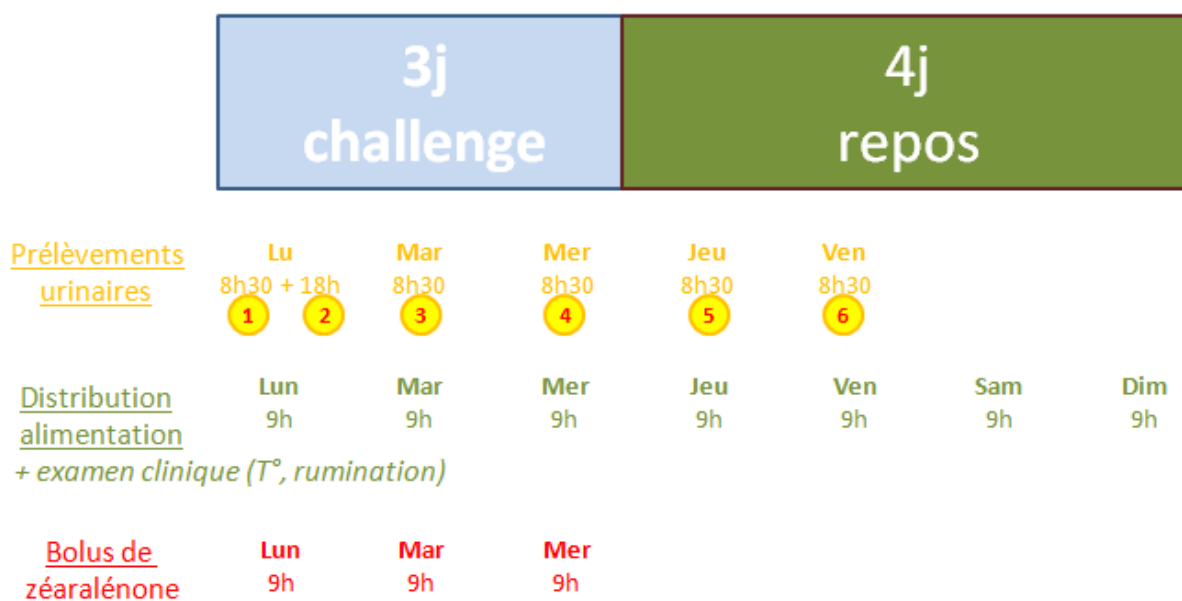 3j
challenge
4j
repos
Prélèvements
urinaires
Lu Mar Mer Jeu Ven
8h30 + 18h 8h30 8h30 8h30 8h30
1 2 3 4 5 6
Distribution
alimentation
+ examen clinique (T°, rumination)
Lun Mar Mer Jeu Ven Sam Dim
9h 9h 9h 9h 9h 9h 9h
Bolus de
zéaralénone
Lun Mar Mer
9h 9h 9h